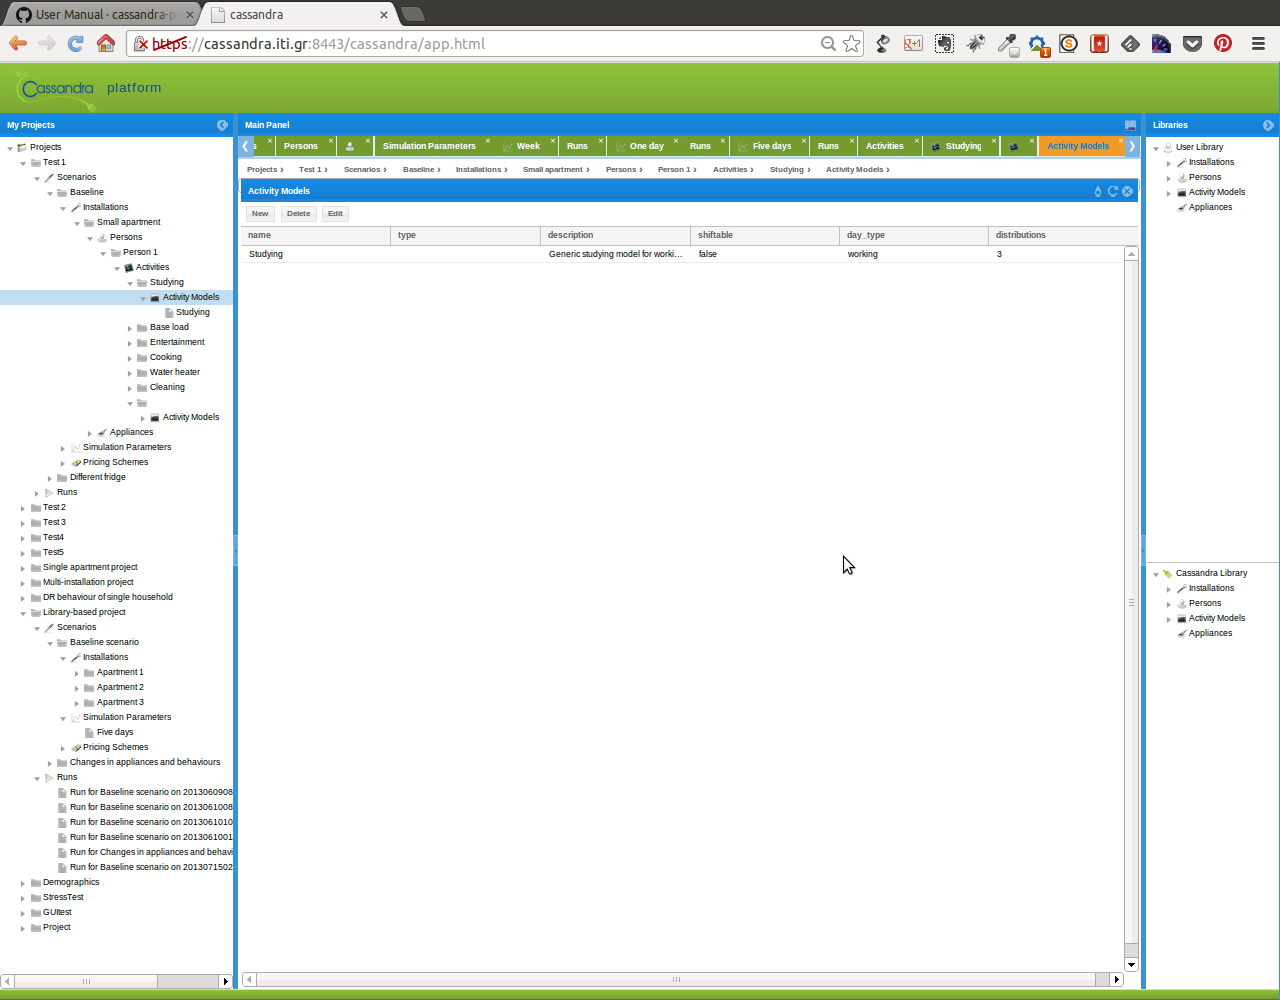 User Manual · cassandra-p
cassandra
https://cassandra.iti.gr:8443/cassandra/app.html
Cassandra platform
My Projects
Projects
Test 1
Scenarios
Baseline
Installations
Small apartment
Persons
Person 1
Activities
Studying
Activity Models
Studying
Base load
Entertainment
Cooking
Water heater
Cleaning
Activity Models
Appliances
Simulation Parameters
Pricing Schemes
Different fridge
Runs
Test 2
Test 3
Test4
Test5
Single apartment project
Multi-installation project
DR behaviour of single household
Library-based project
Scenarios
Baseline scenario
Installations
Apartment 1
Apartment 2
Apartment 3
Simulation Parameters
Five days
Pricing Schemes
Changes in appliances and behaviours
Runs
Run for Baseline scenario on 2013060908
Run for Baseline scenario on 2013061008
Run for Baseline scenario on 2013061010
Run for Baseline scenario on 2013061001
Run for Changes in appliances and behavi
Run for Baseline scenario on 2013071502
Demographics
StressTest
GUItest
Project
Main Panel
s Persons Simulation Parameters Week Runs One day Runs Five days Runs Activities Studying Activity Models
Projects › Test 1 › Scenarios › Baseline › Installations › Small apartment › Persons › Person 1 › Activities › Studying › Activity Models ›
Activity Models
New Delete Edit
name type description shiftable day_type distributions
Studying Generic studying model for worki... false working 3
Libraries
User Library
Installations
Persons
Activity Models
Appliances
Cassandra Library
Installations
Persons
Activity Models
Appliances